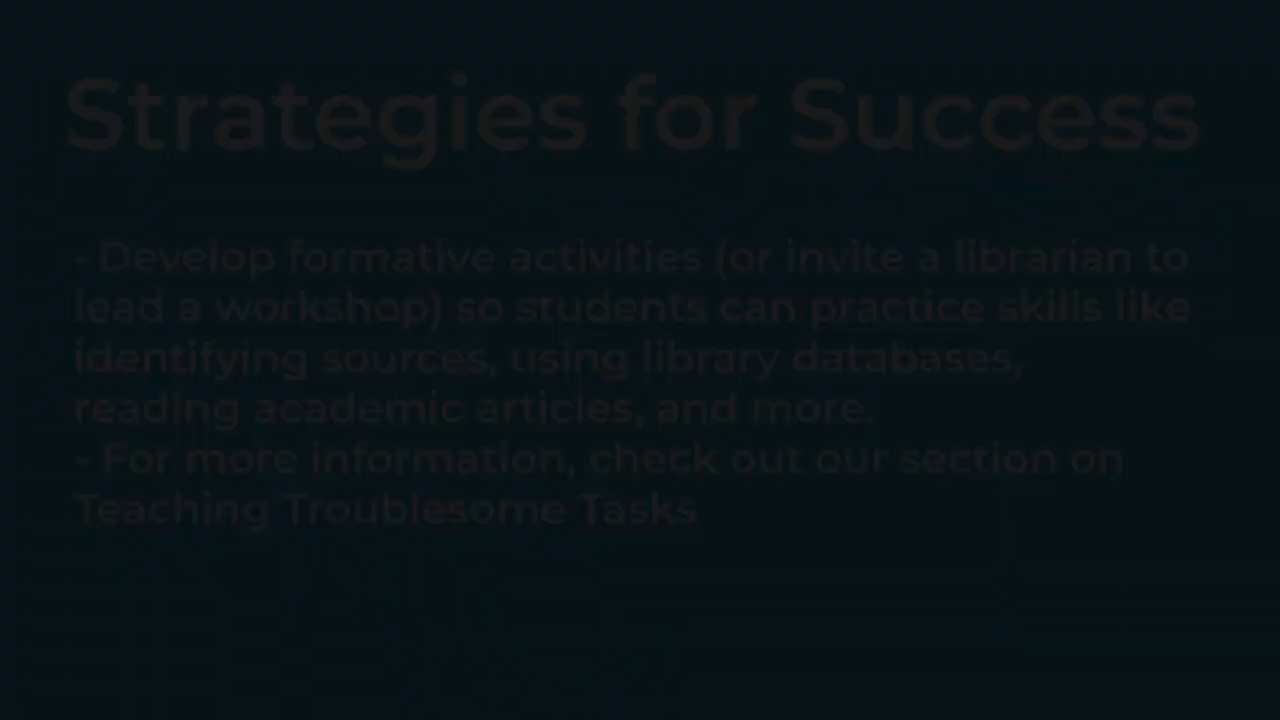 Strategies for Success
- Develop formative activities (or invite a librarian to
lead a workshop) so students can practice skills like
identifying sources, using library databases,
reading academic articles, and more.
- For more information, check out our section on
Teaching Troublesome Tasks